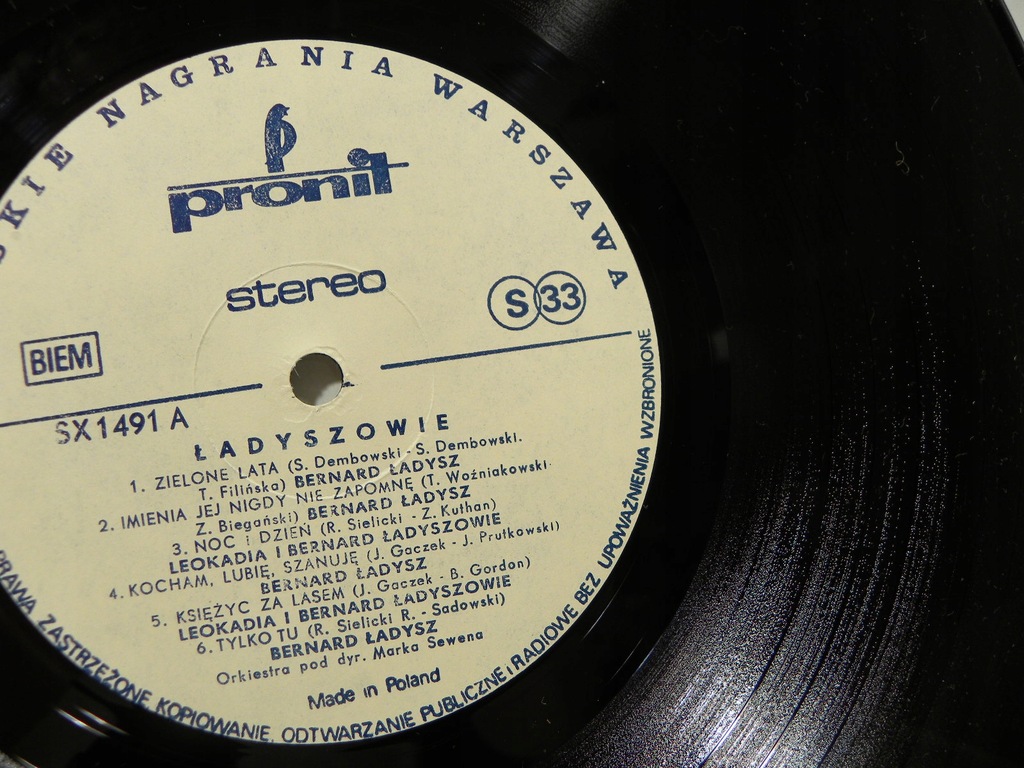 SKIE NAGRANIA WARSZAWA
pronit
stereo
S 33
BIEM
SX 1491 A
ŁADYSZOWIE
1. ZIELONE LATA (S. Dembowski - S. Dembowski.
T. Filińska) BERNARD ŁADYSZ
2. IMIENIA JEJ NIGDY NIE ZAPOMNĘ (T. Woźniakowski-
Z. Biegański) BERNARD ŁADYSZ
3. NOC i DZIEŃ (R. Sielicki - Z. Kuthan)
LEOKADIA I BERNARD ŁADYSZOWIE
4. KOCHAM, LUBIĘ, SZANUJĘ (J. Gaczek - J. Prutkowski)
BERNARD ŁADYSZ
5. KSIĘŻYC ZA LASEM (J. Gaczek - B. Gordon)
LEOKADIA I BERNARD ŁADYSZOWIE
6. TYLKO TU (R. Sielicki R. - Sadowski)
BERNARD ŁADYSZ
Orkiestra pod dyr. Marka Sewena
Made in Poland
PRAWA ZASTRZEŻONE. KOPIOWANIE, ODTWARZANIE PUBLICZNE i RADIOWE BEZ UPOWAŻNIENIA WZBRONIONE